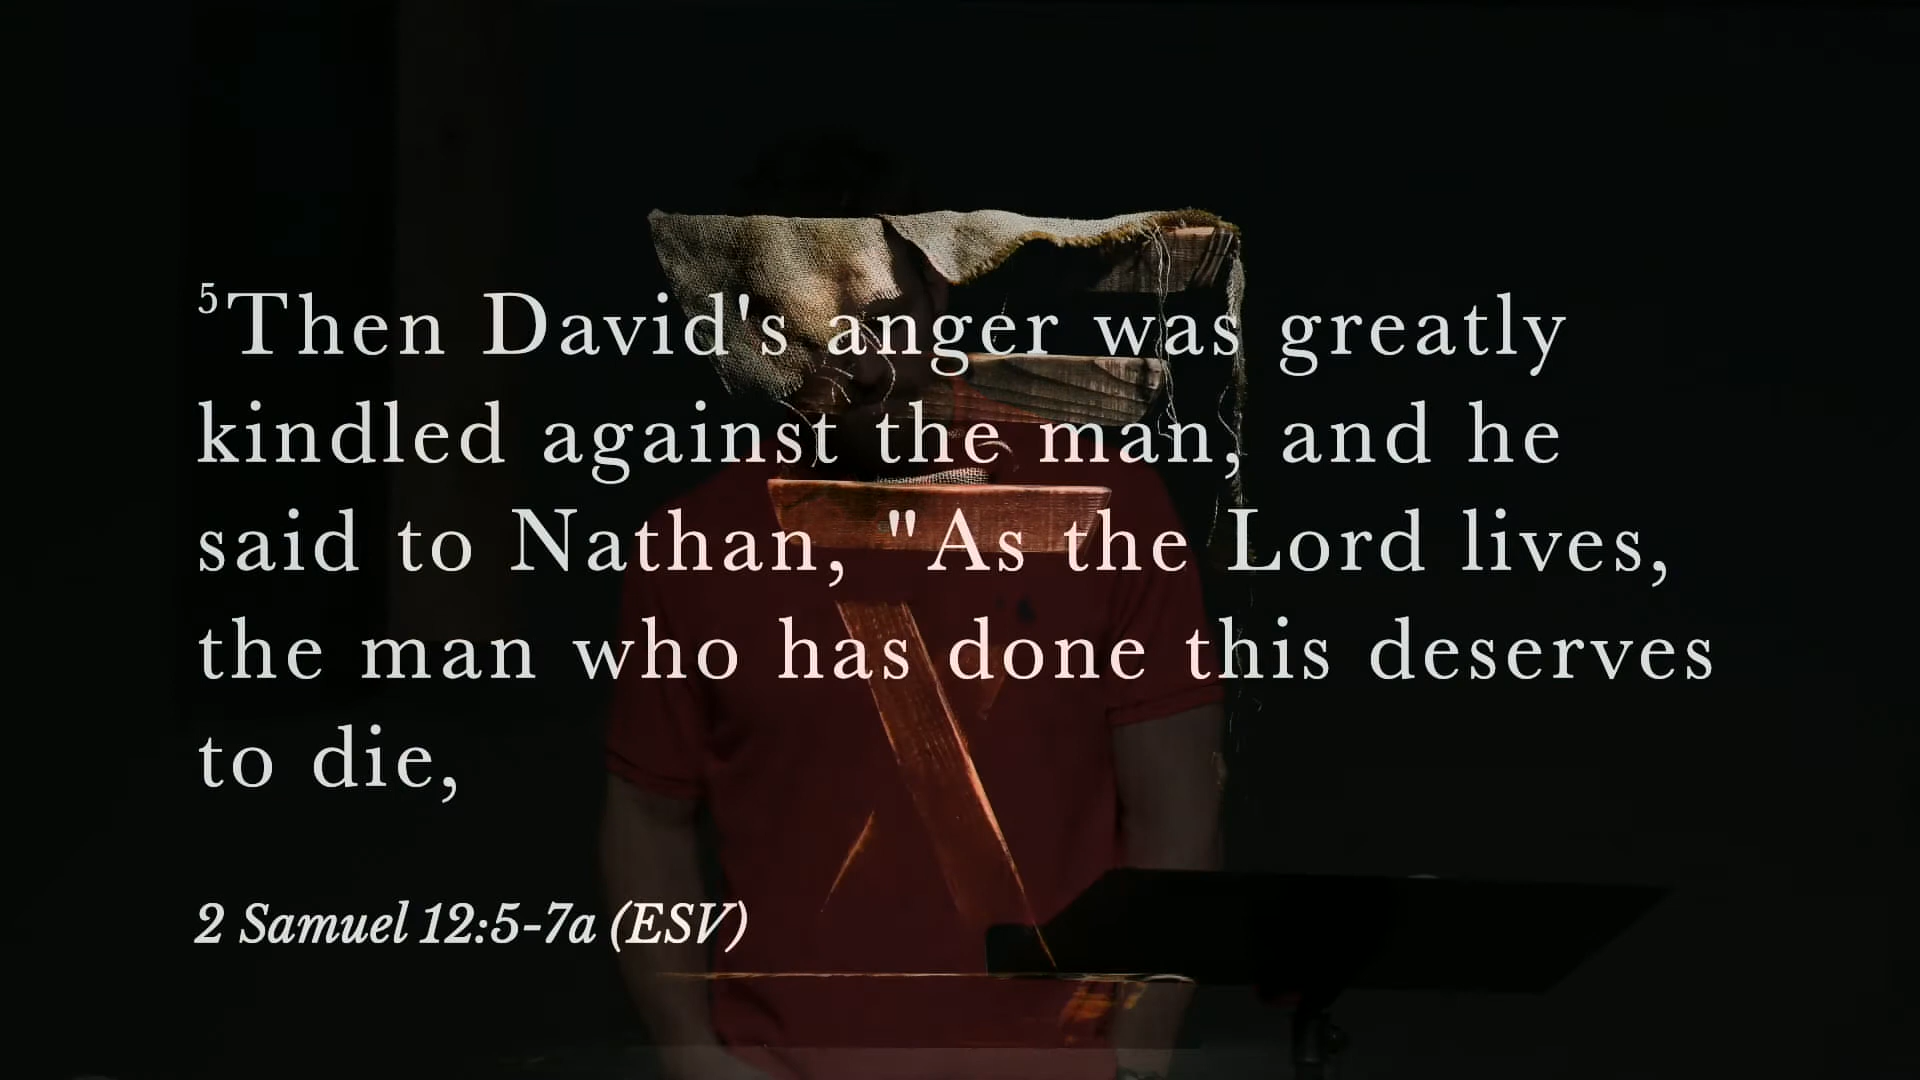 ⁵Then David's anger was greatly
kindled against the man, and he
said to Nathan, "As the Lord lives,
the man who has done this deserves
to die,
2 Samuel 12:5-7a (ESV)